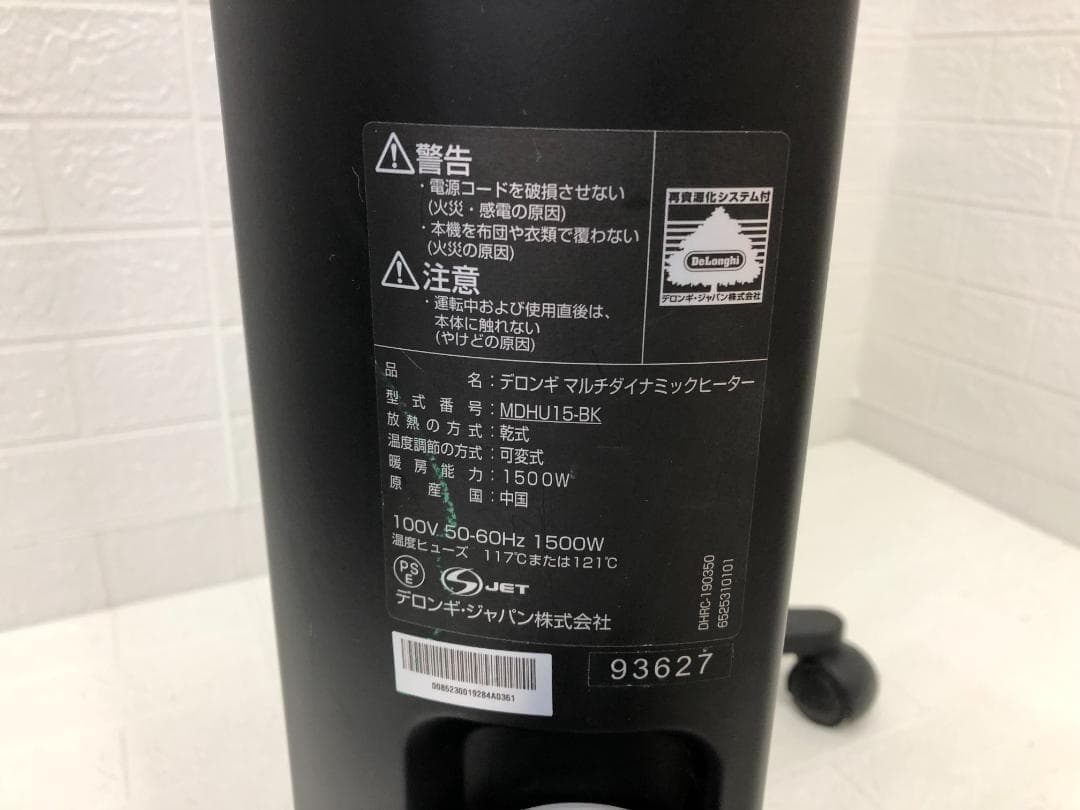 警告
・電源コードを破損させない
(火災・感電の原因)
・本機を布団や衣類で覆わない
(火災の原因)
注意
・運転中および使用直後は、
本体に触れない
(やけどの原因)
再資源化システム付
DeLonghi
デロンギ・ジャパン株式会社
品名:デロンギ マルチダイナミックヒーター
型式番号:MDHU15-BK
放熱の方式:乾式
温度調節の方式:可変式
暖房能力:1500W
原産国:中国
100V 50-60Hz 1500W
温度ヒューズ 117℃または121℃
PSE
JET
デロンギ・ジャパン株式会社
DHRC-190350
6525310101
0085230019284A0361
93627